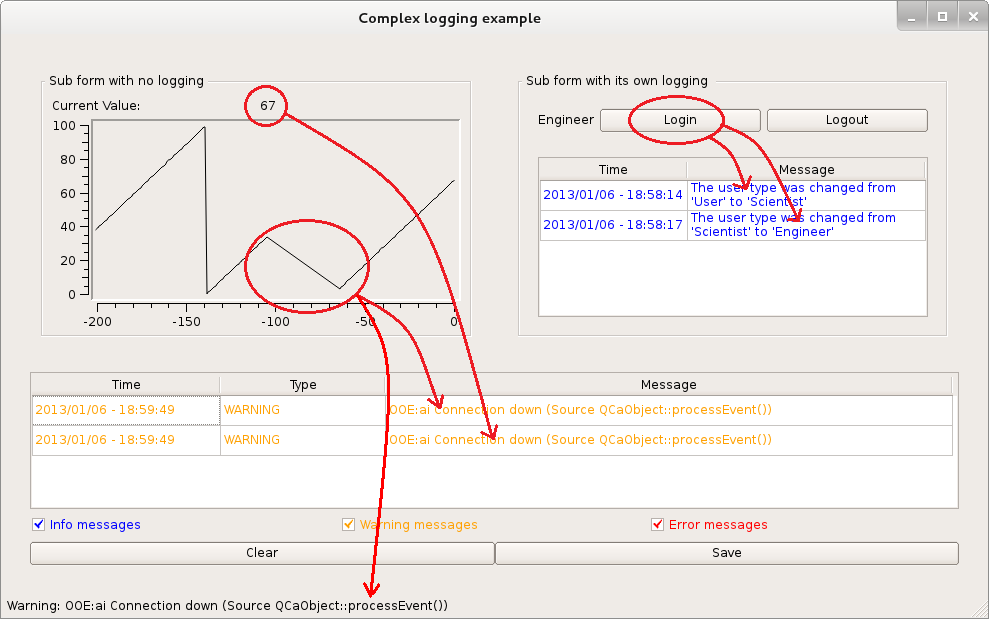 Complex logging example
Sub form with no logging
Current Value:
67
100
80
60
40
20
0
-200
-150
-100
-50
0
Sub form with its own logging
Engineer
Login
Logout
Time
Message
2013/01/06 - 18:58:14
The user type was changed from
'User' to 'Scientist'
2013/01/06 - 18:58:17
The user type was changed from
'Scientist' to 'Engineer'
Time
Type
Message
2013/01/06 - 18:59:49
WARNING
OOE:ai Connection down (Source QCaObject::processEvent())
2013/01/06 - 18:59:49
WARNING
OOE:ai Connection down (Source QCaObject::processEvent())
Info messages
Warning messages
Error messages
Clear
Save
Warning: OOE:ai Connection down (Source QCaObject::processEvent())